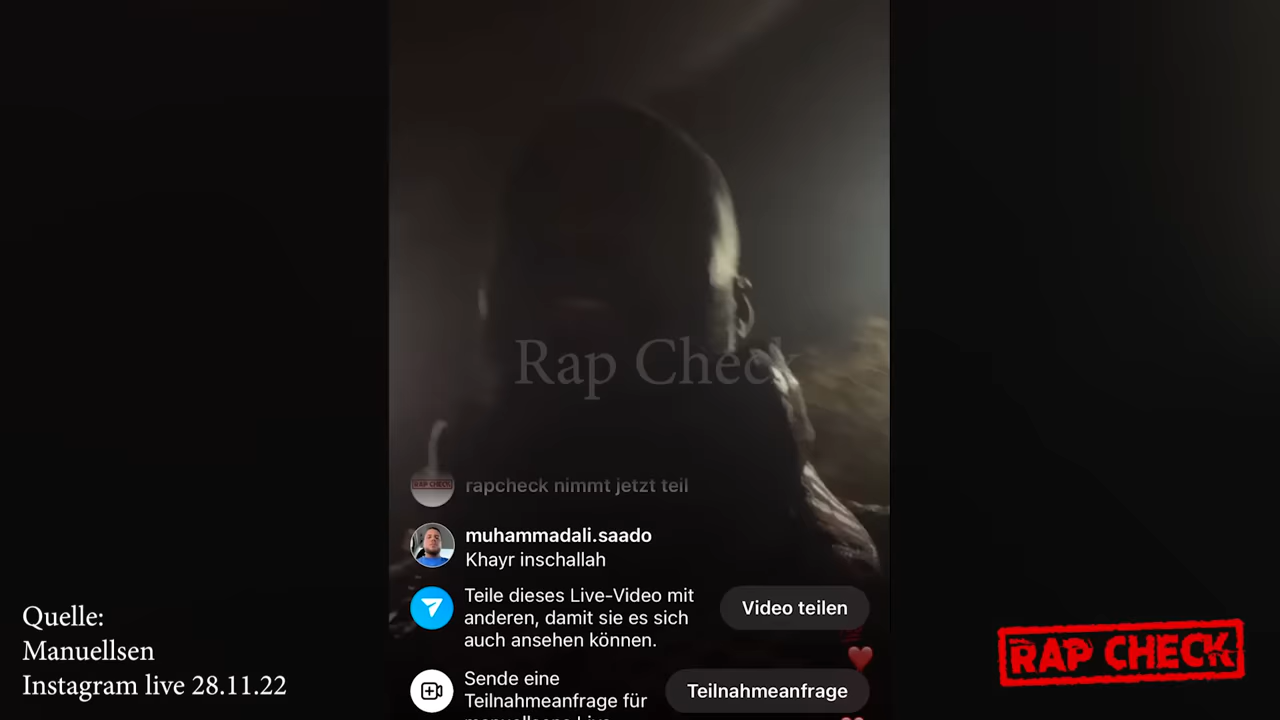 Rap Check
RAP CHECK
rapcheck nimmt jetzt teil
muhammadali.saado
Khayr inschallah
Teile dieses Live-Video mit
anderen, damit sie es sich
auch ansehen können.
Video teilen
Sende eine
Teilnahmeanfrage für
Teilnahmeanfrage
Quelle:
Manuellsen
Instagram live 28.11.22
RAP CHECK